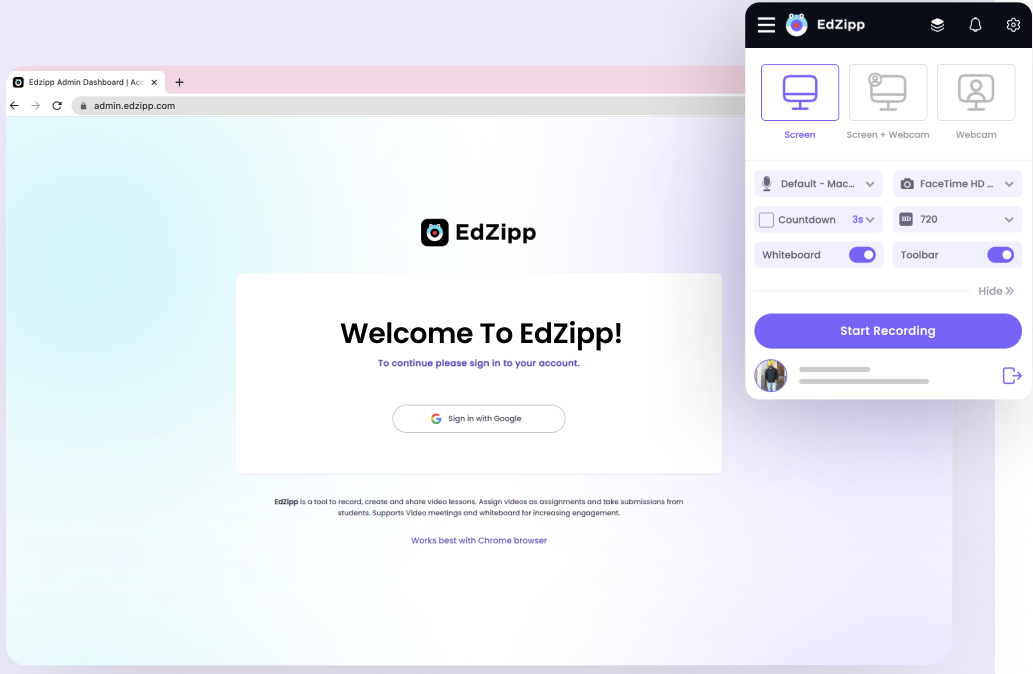 EdZipp
Edzipp Admin Dashboard | Acc
admin.edzipp.com
Screen
Screen + Webcam
Webcam
Default - Mac...
FaceTime HD ...
Countdown
3s
HD
720
Whiteboard
Toolbar
Hide
Start Recording
EdZipp
Welcome To EdZipp!
To continue please sign in to your account.
Sign in with Google
EdZipp is a tool to record, create and share video lessons. Assign videos as assignments and take submissions from
students. Supports Video meetings and whiteboard for increasing engagement.
Works best with Chrome browser